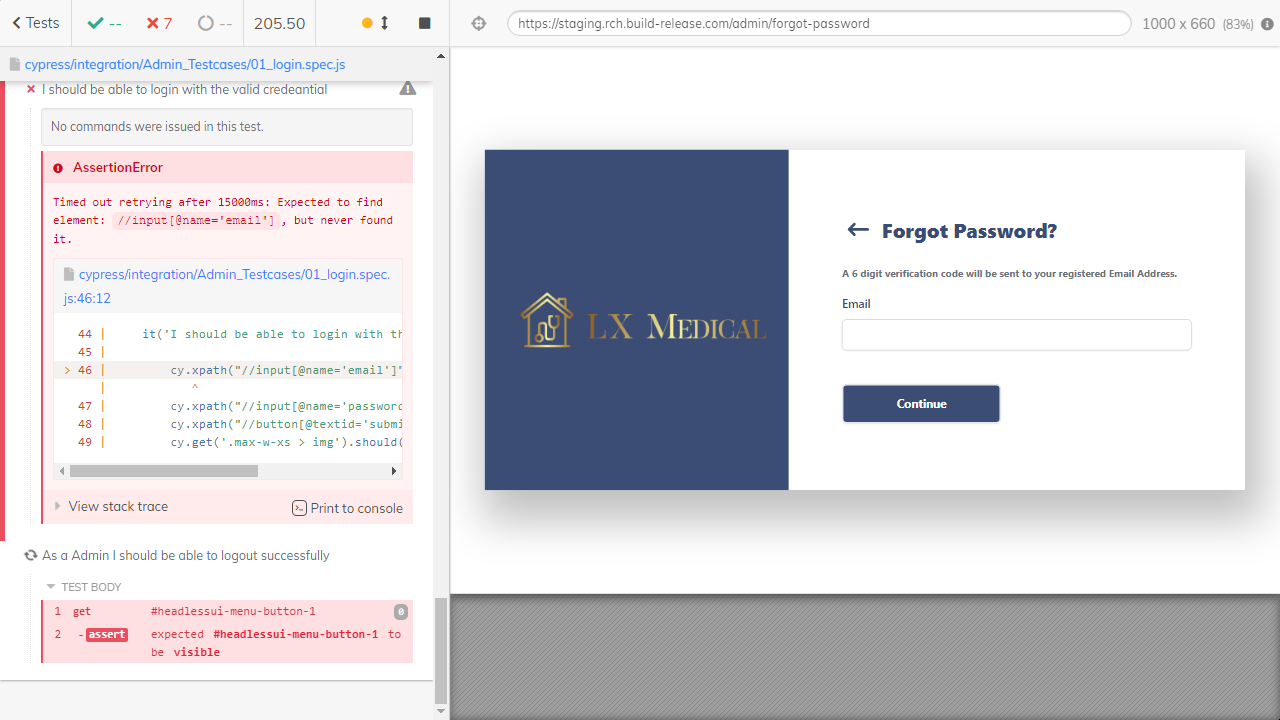 Tests -- 7 -- 205.50
https://staging.rch.build-release.com/admin/forgot-password 1000 x 660 (83%)
cypress/integration/Admin_Testcases/01_login.spec.js
I should be able to login with the valid credeantial
No commands were issued in this test.
AssertionError
Timed out retrying after 15000ms: Expected to find
element: //input[@name='email'], but never found
it.
cypress/integration/Admin_Testcases/01_login.spec.
js:46:12
44 | it('I should be able to login with th
45 |
> 46 | cy.xpath("//input[@name='email']"
| ^
47 | cy.xpath("//input[@name='password
48 | cy.xpath("//button[@textid='submi
49 | cy.get('.max-w-xs > img').should(
View stack trace
Print to console
As a Admin I should be able to logout successfully
TEST BODY
1 get #headlessui-menu-button-1 0
2 -assert expected #headlessui-menu-button-1 to
be visible
LX MEDICAL
Forgot Password?
A 6 digit verification code will be sent to your registered Email Address.
Email
Continue